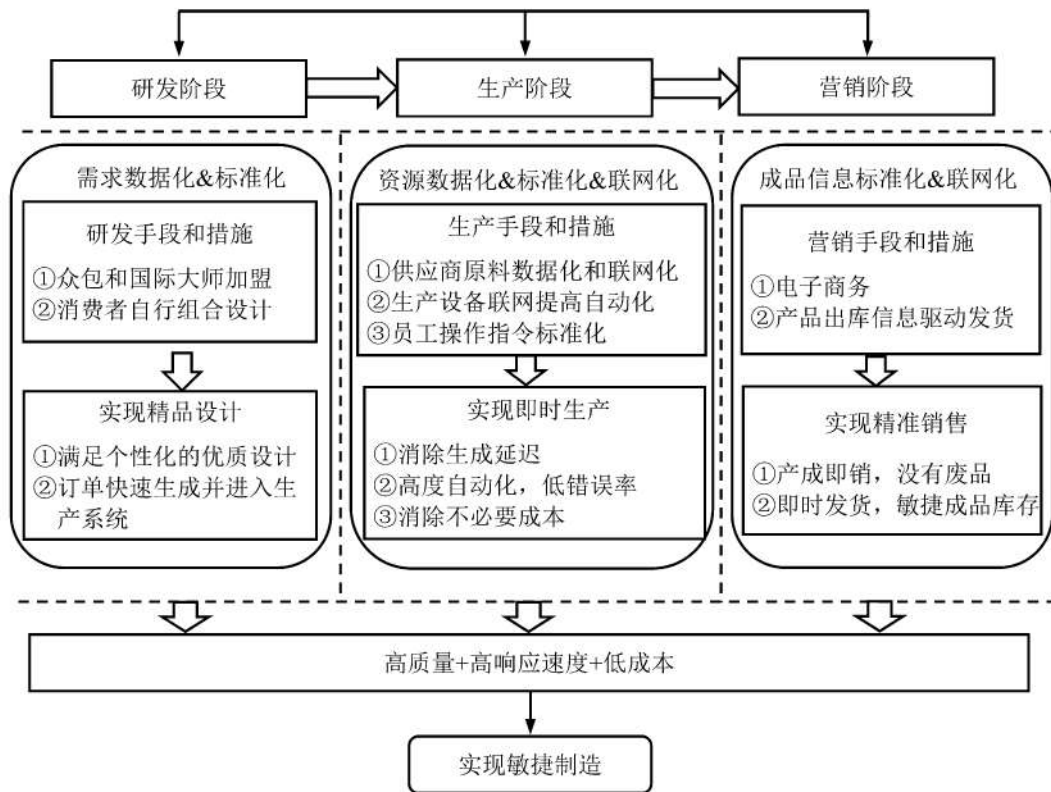 研发阶段
生产阶段
营销阶段
需求数据化&标准化
研发手段和措施
①众包和国际大师加盟
②消费者自行组合设计
实现精品设计
①满足个性化的优质设计
②订单快速生成并进入生
产系统
资源数据化&标准化&联网化
生产手段和措施
①供应商原料数据化和联网化
②生产设备联网提高自动化
③员工操作指令标准化
实现即时生产
①消除生成延迟
②高度自动化，低错误率
③消除不必要成本
成品信息标准化&联网化
营销手段和措施
①电子商务
②产品出库信息驱动发货
实现精准销售
①产成即销，没有废品
②即时发货，敏捷成品库存
高质量+高响应速度+低成本
实现敏捷制造